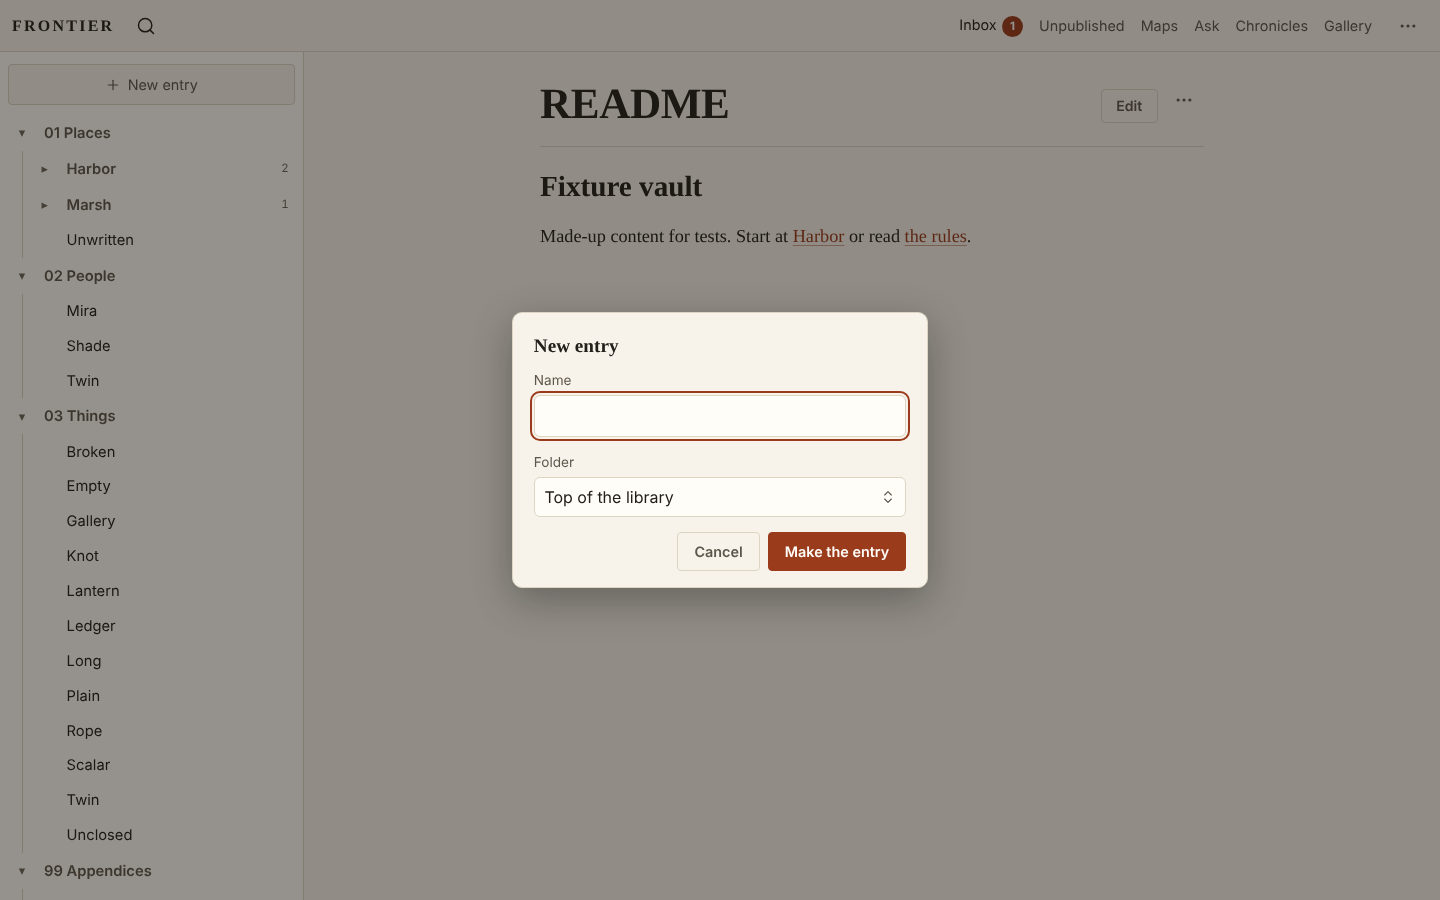 FRONTIER
Inbox 1 Unpublished Maps Ask Chronicles Gallery
New entry
01 Places
Harbor 2
Marsh 1
Unwritten
02 People
Mira
Shade
Twin
03 Things
Broken
Empty
Gallery
Knot
Lantern
Ledger
Long
Plain
Rope
Scalar
Twin
Unclosed
99 Appendices
README
Edit
Fixture vault
Made-up content for tests. Start at Harbor or read the rules.
New entry
Name
Folder
Top of the library
Cancel Make the entry